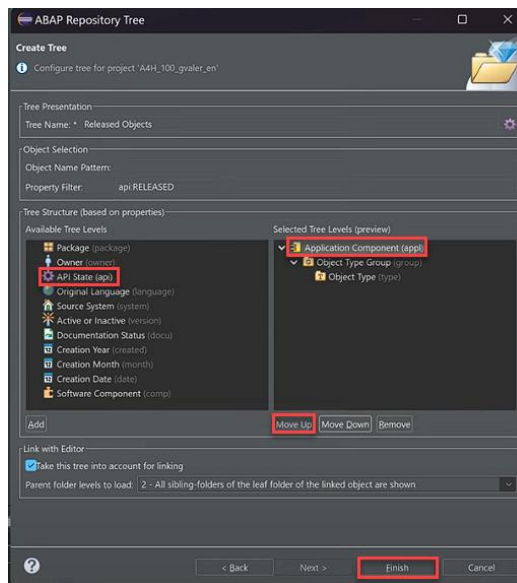 ABAP Repository Tree
Create Tree
Configure tree for project 'A4H_100_gvaler_en'
Tree Presentation
Tree Name: * Released Objects
Object Selection
Object Name Pattern:
Property Filter: api:RELEASED
Tree Structure (based on properties)
Available Tree Levels
Package (package)
Owner (owner)
API State (api)
Original Language (language)
Source System (system)
Active or Inactive (version)
Documentation Status (docu)
Creation Year (created)
Creation Month (month)
Creation Date (date)
Software Component (comp)
Add
Selected Tree Levels (preview)
Application Component (appl)
Object Type Group (group)
Object Type (type)
Move Up Move Down Remove
Link with Editor
Take this tree into account for linking
Parent folder levels to load: 2 - All sibling-folders of the leaf folder of the linked object are shown
? < Back Next > Finish Cancel